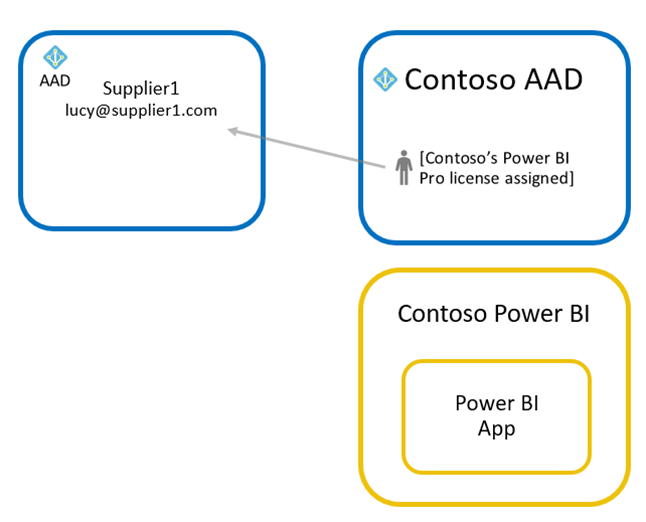 AAD
Supplier1
lucy@supplier1.com
Contoso AAD
[Contoso's Power BI
Pro license assigned]
Contoso Power BI
Power BI
App